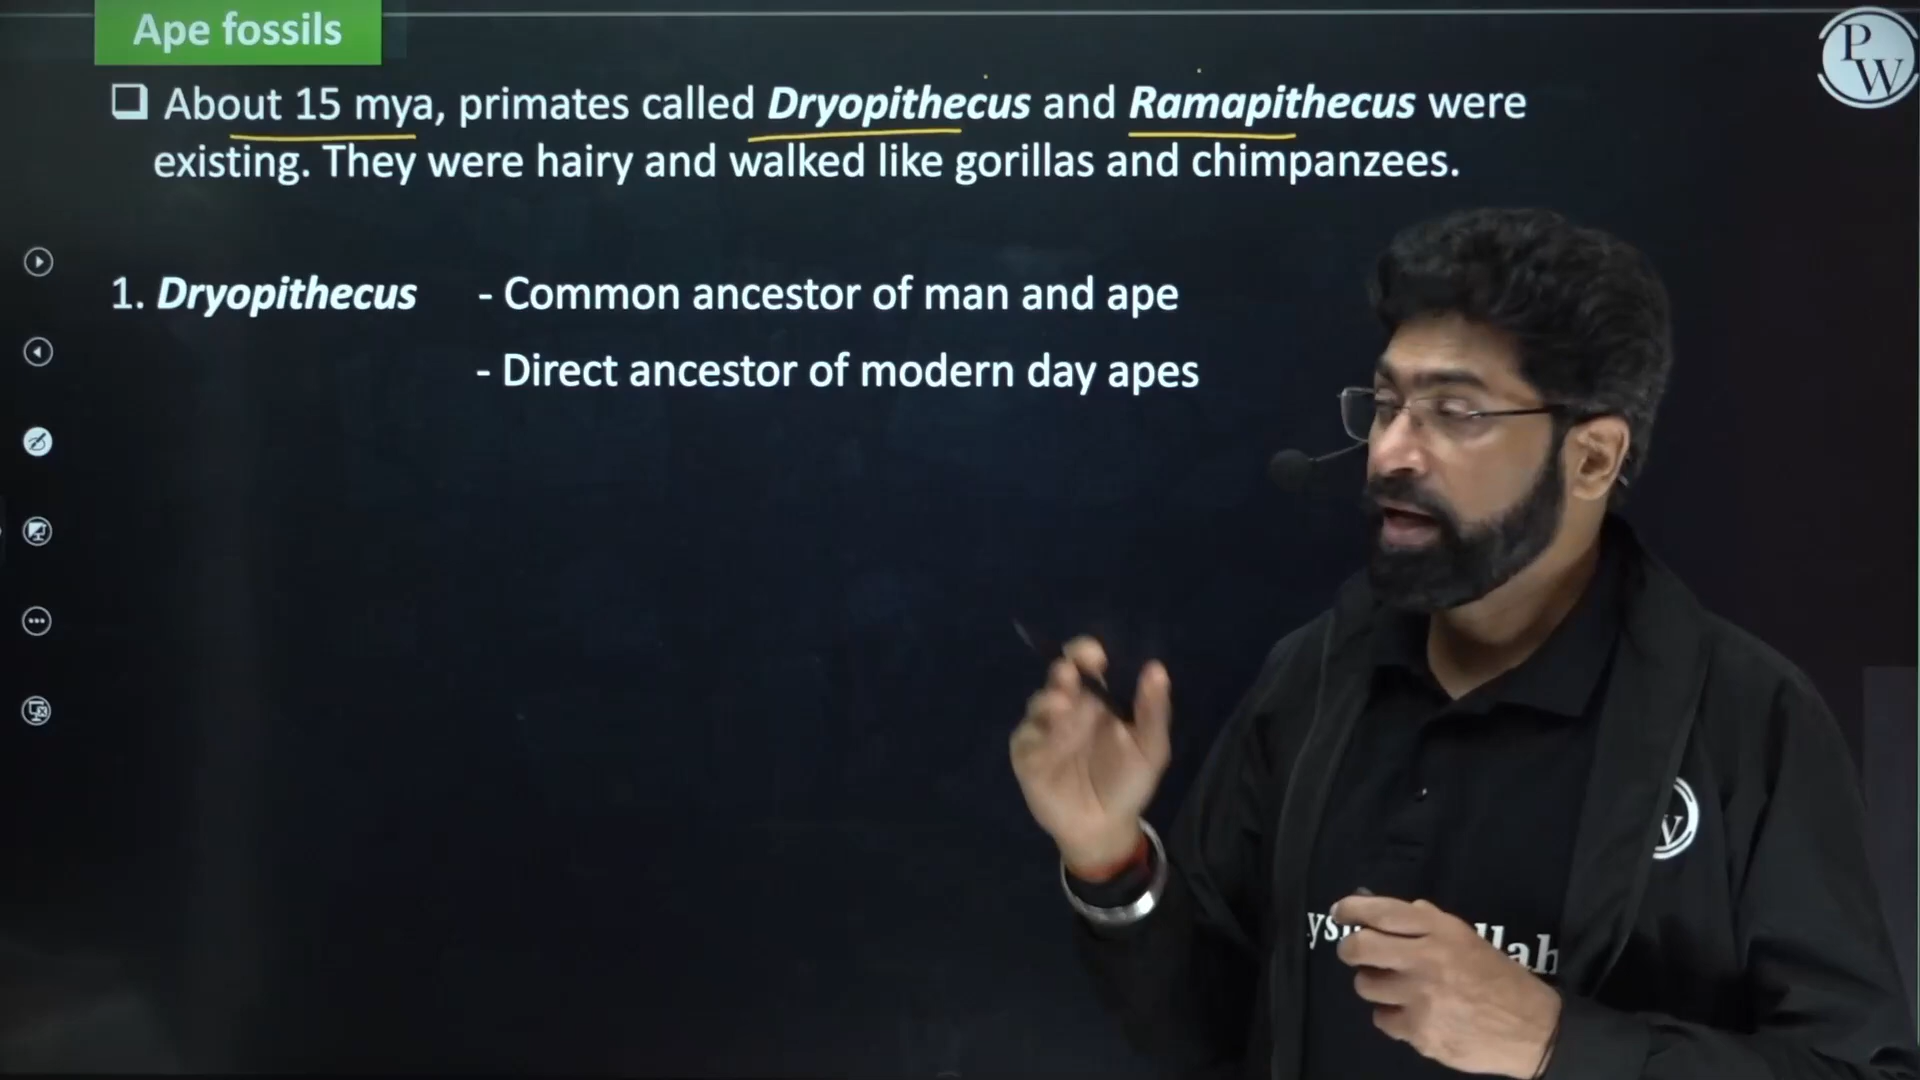 Ape fossils
PW
❑ About 15 mya, primates called Dryopithecus and Ramapithecus were
existing. They were hairy and walked like gorillas and chimpanzees.
1. Dryopithecus - Common ancestor of man and ape
- Direct ancestor of modern day apes